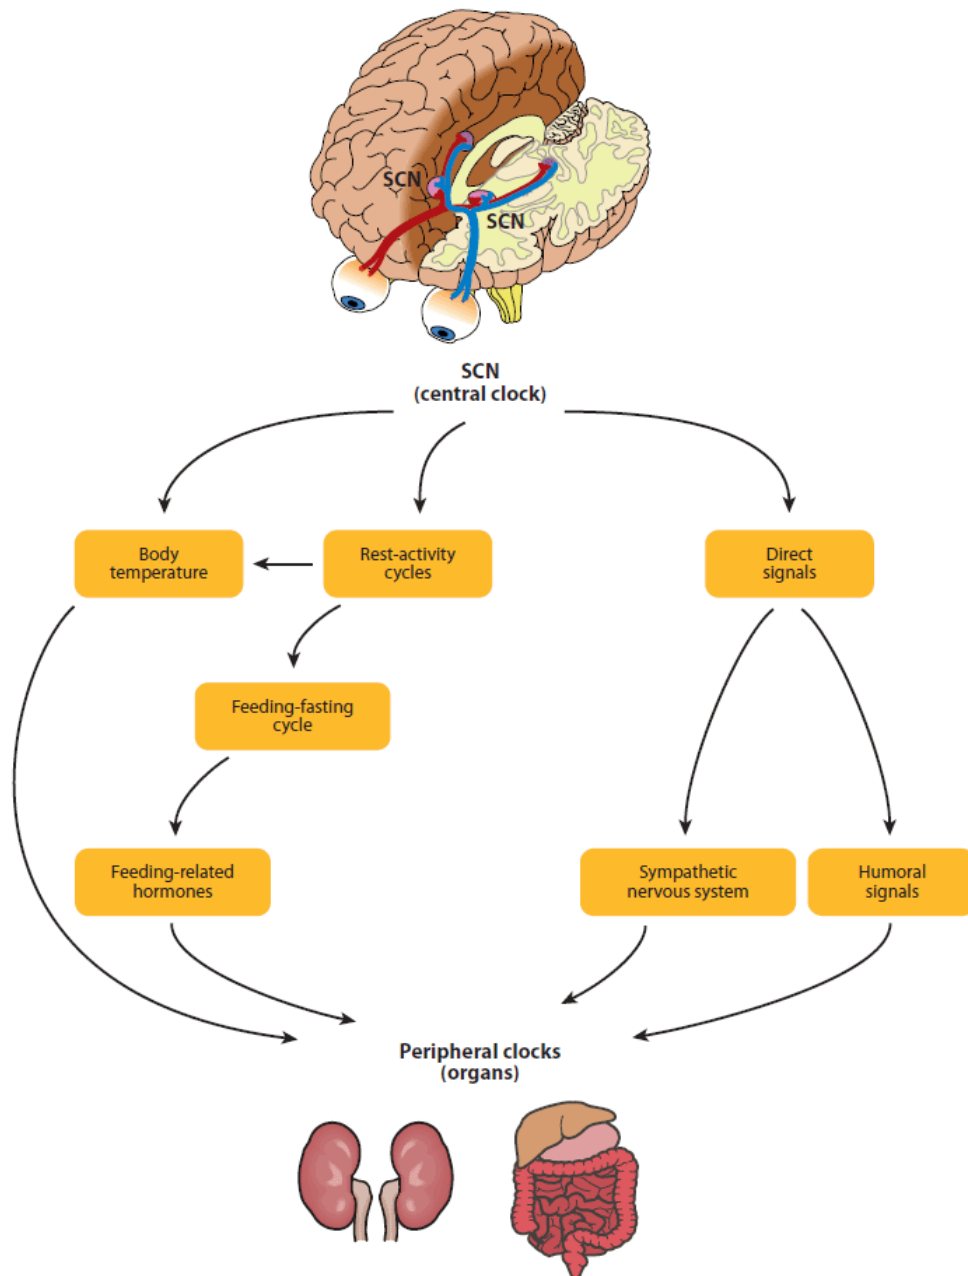 SCN
SCN
SCN
(central clock)
Body
temperature
Rest-activity
cycles
Direct
signals
Feeding-fasting
cycle
Feeding-related
hormones
Sympathetic
nervous system
Humoral
signals
Peripheral clocks
(organs)